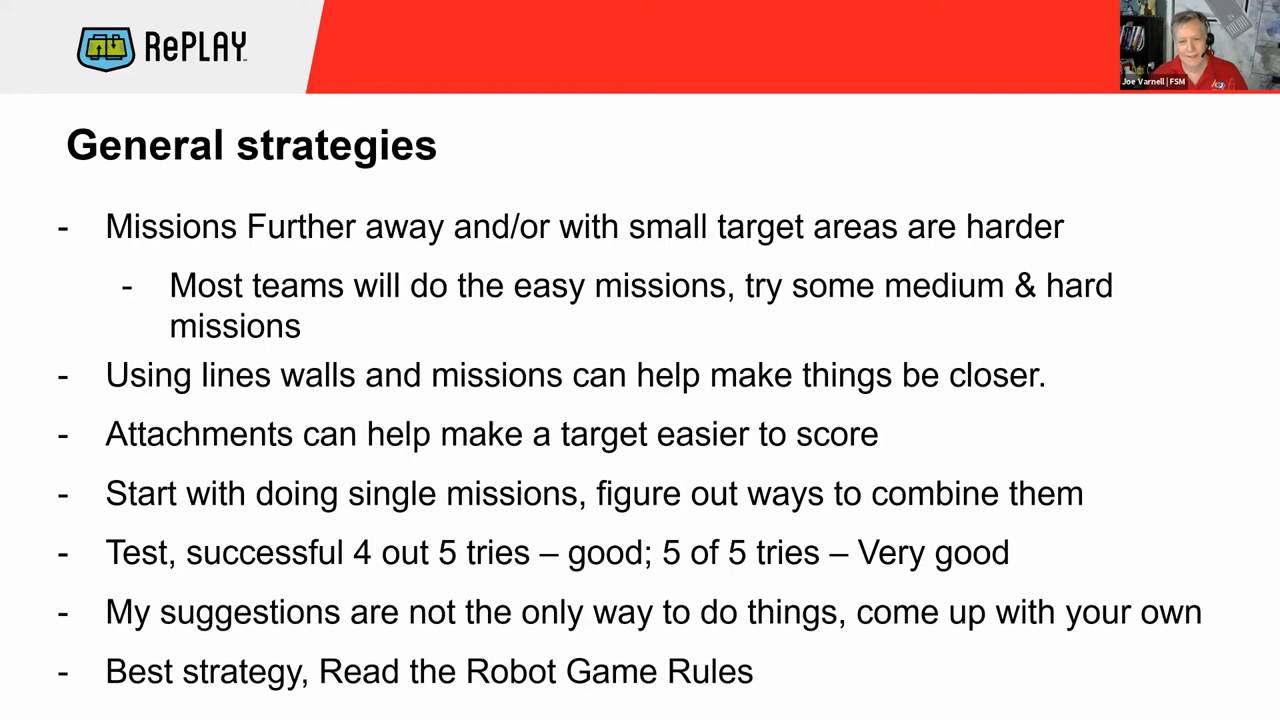 RePLAY
Joe Varnell | FSM
General strategies
- Missions Further away and/or with small target areas are harder
- Most teams will do the easy missions, try some medium & hard
missions
- Using lines walls and missions can help make things be closer.
- Attachments can help make a target easier to score
- Start with doing single missions, figure out ways to combine them
- Test, successful 4 out 5 tries – good; 5 of 5 tries – Very good
- My suggestions are not the only way to do things, come up with your own
- Best strategy, Read the Robot Game Rules